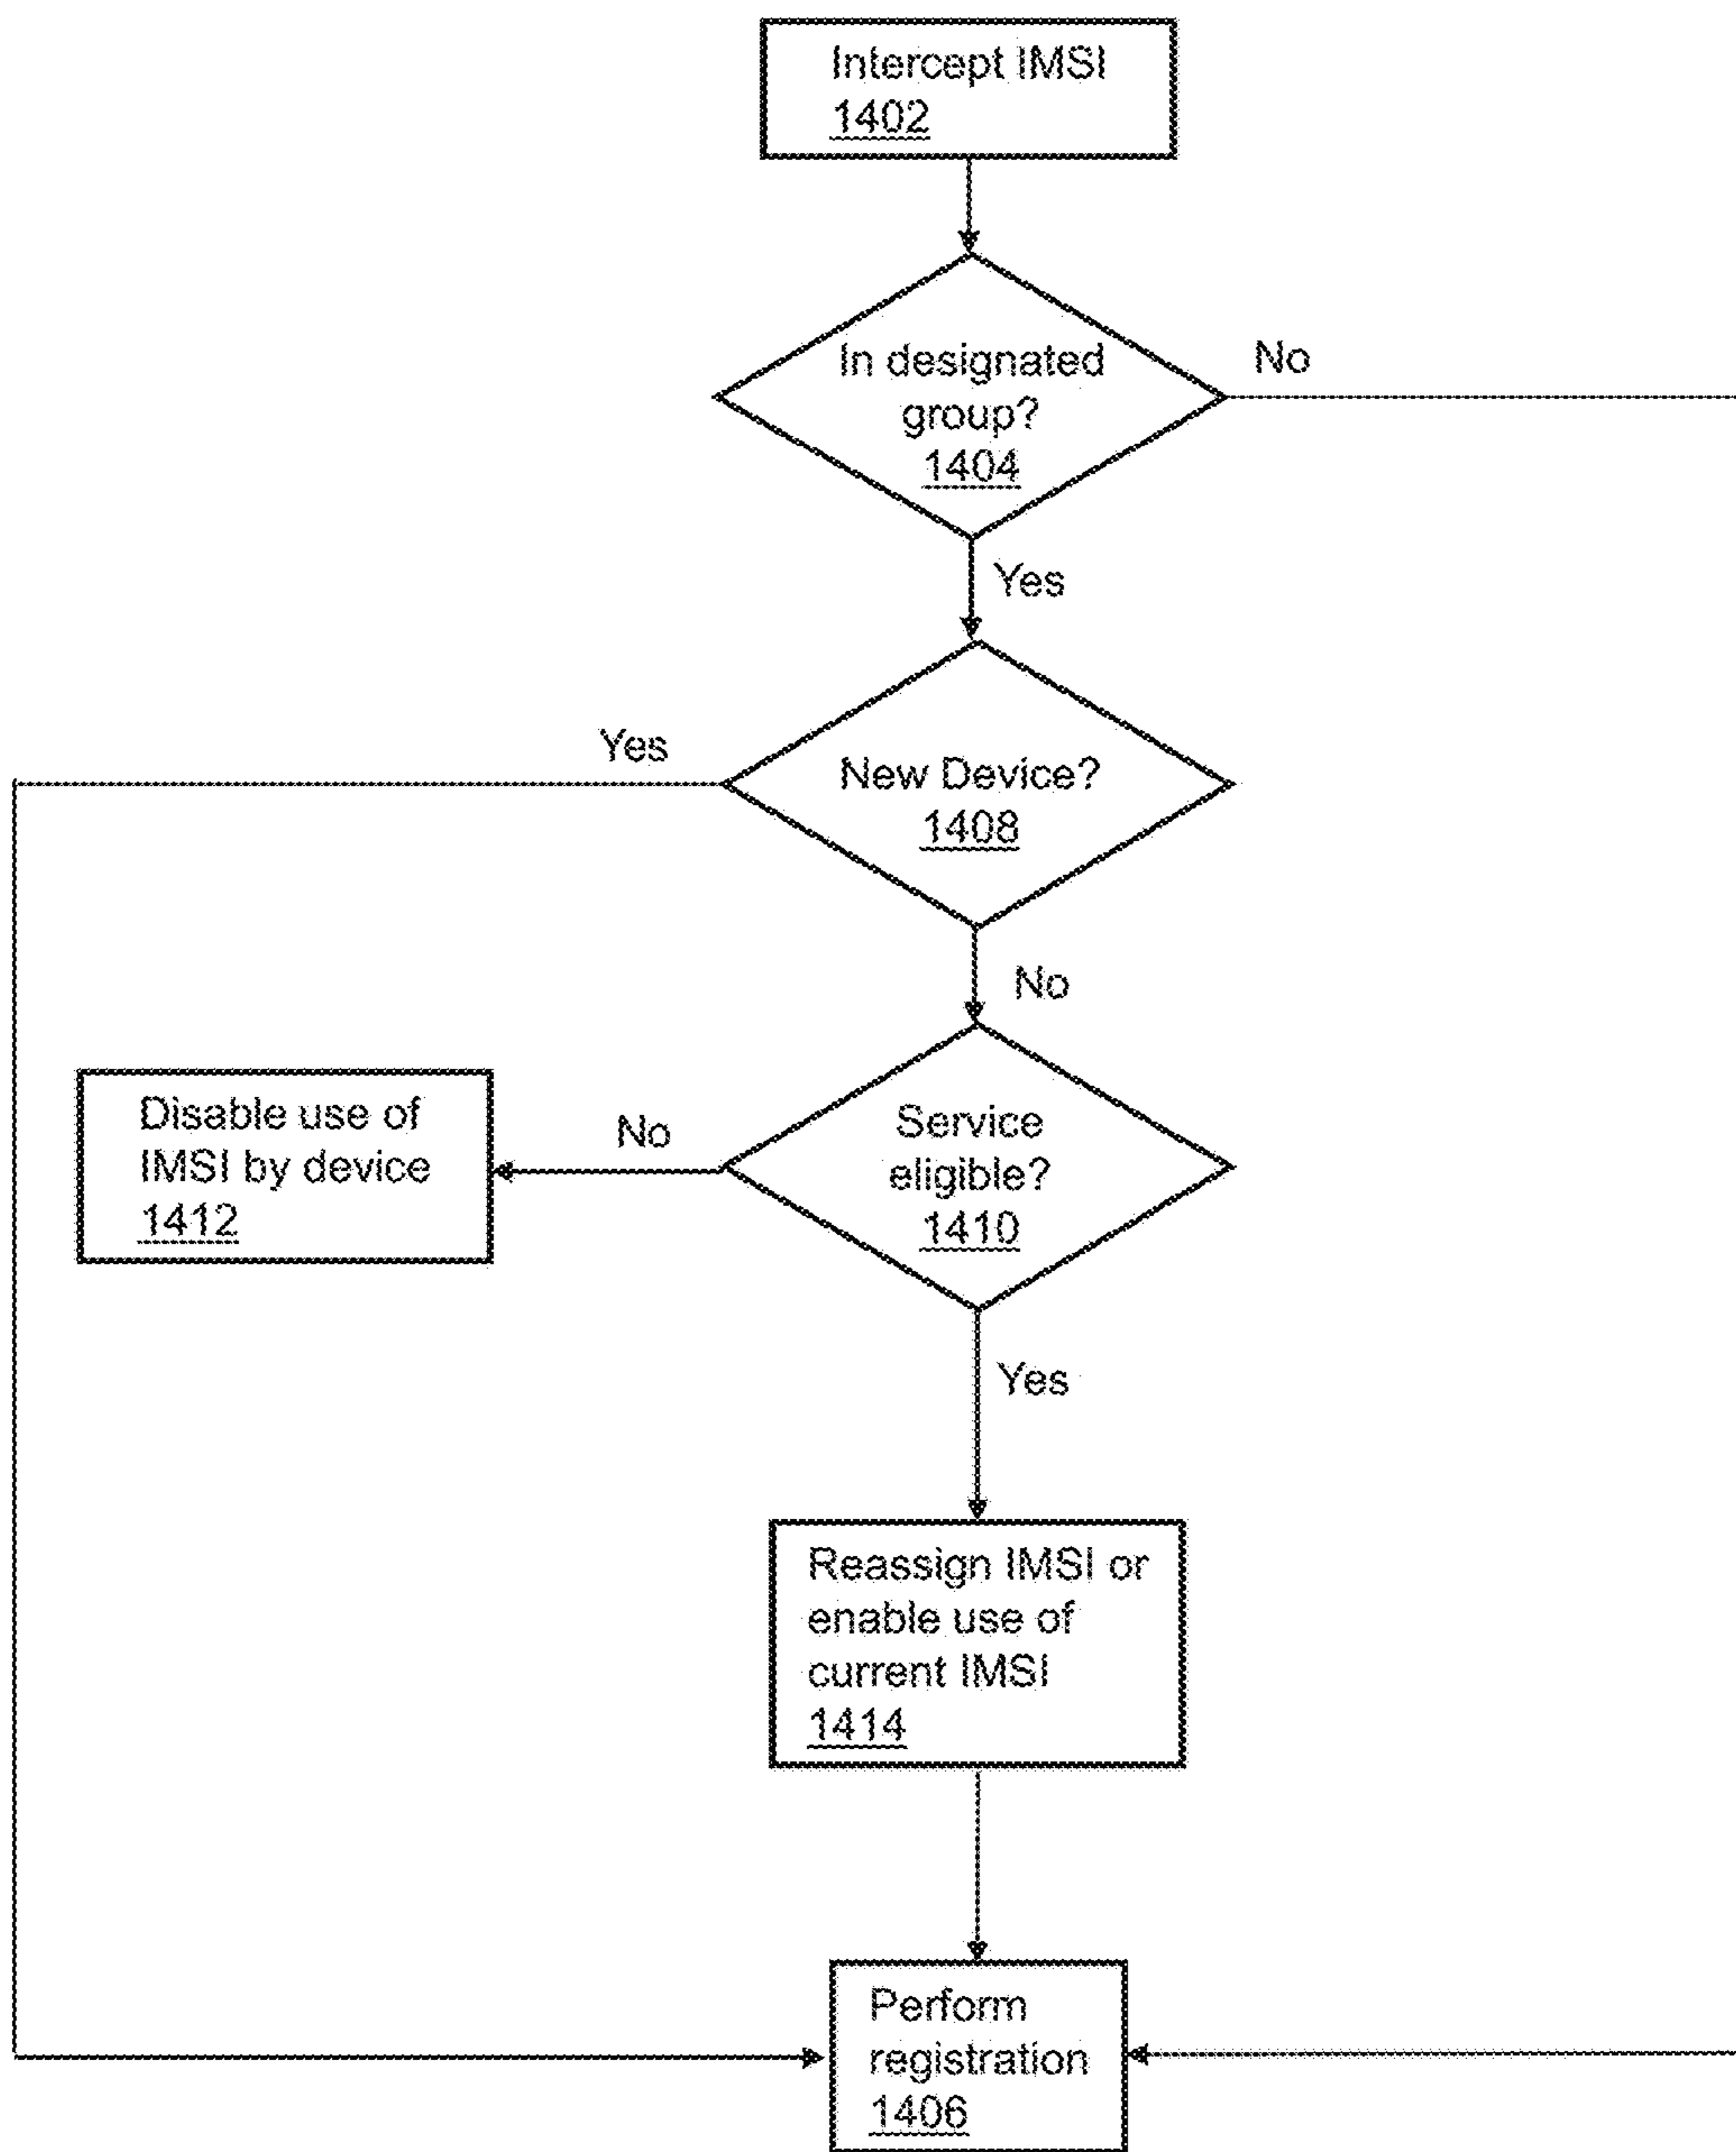 Intercept IMSI
1402
In designated
group?
1404
No
Yes
New Device?
1408
Yes
No
Service
eligible?
1410
No
Disable use of
IMSI by device
1412
Yes
Reassign IMSI or
enable use of
current IMSI
1414
Perform
registration
1406